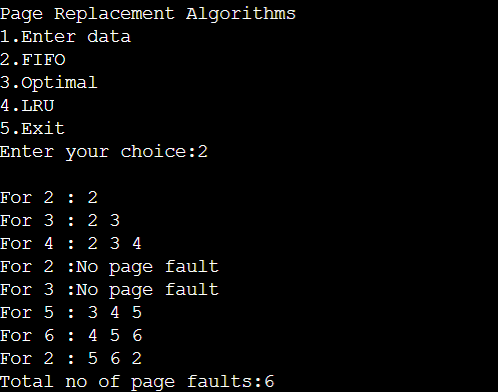 Page Replacement Algorithms
1.Enter data
2.FIFO
3.Optimal
4.LRU
5.Exit
Enter your choice:2
For 2 : 2
For 3 : 2 3
For 4 : 2 3 4
For 2 :No page fault
For 3 :No page fault
For 5 : 3 4 5
For 6 : 4 5 6
For 2 : 5 6 2
Total no of page faults:6